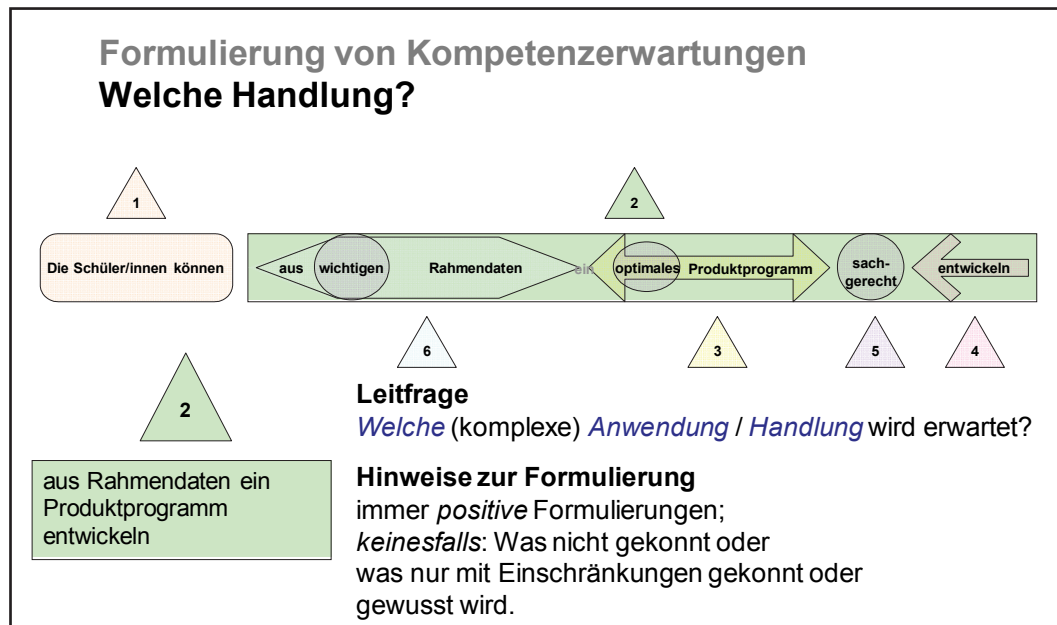 Formulierung von Kompetenzerwartungen
Welche Handlung?
1
2
Die Schüler/innen können
aus wichtigen Rahmendaten ein optimales Produktprogramm sach-
gerecht entwickeln
6
3
5
4
2
Leitfrage
Welche (komplexe) Anwendung / Handlung wird erwartet?
aus Rahmendaten ein
Produktprogramm
entwickeln
Hinweise zur Formulierung
immer positive Formulierungen;
keinesfalls: Was nicht gekonnt oder
was nur mit Einschränkungen gekonnt oder
gewusst wird.